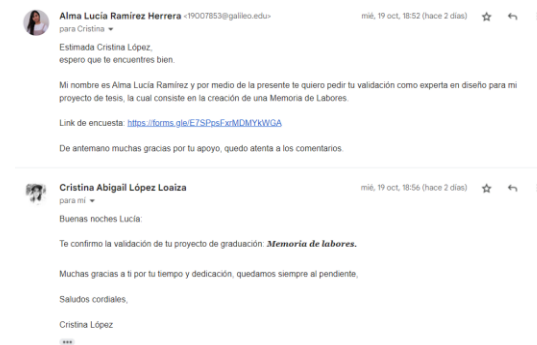 Alma Lucía Ramírez Herrera <19007853@galileo.edu> mié, 19 oct, 18:52 (hace 2 días)
para Cristina
Estimada Cristina López,
espero que te encuentres bien.
Mi nombre es Alma Lucía Ramírez y por medio de la presente te quiero pedir tu validación como experta en diseño para mi
proyecto de tesis, la cual consiste en la creación de una Memoria de Labores.
Link de encuesta: https://forms.gle/E7SPpsFxrMDMYkWGA
De antemano muchas gracias por tu apoyo, quedo atenta a los comentarios.
Cristina Abigaíl López Loaiza mié, 19 oct, 18:56 (hace 2 días)
para mí
Buenas noches Lucía:
Te confirmo la validación de tu proyecto de graduación: Memoria de labores.
Muchas gracias a ti por tu tiempo y dedicación, quedamos siempre al pendiente,
Saludos cordiales,
Cristina López